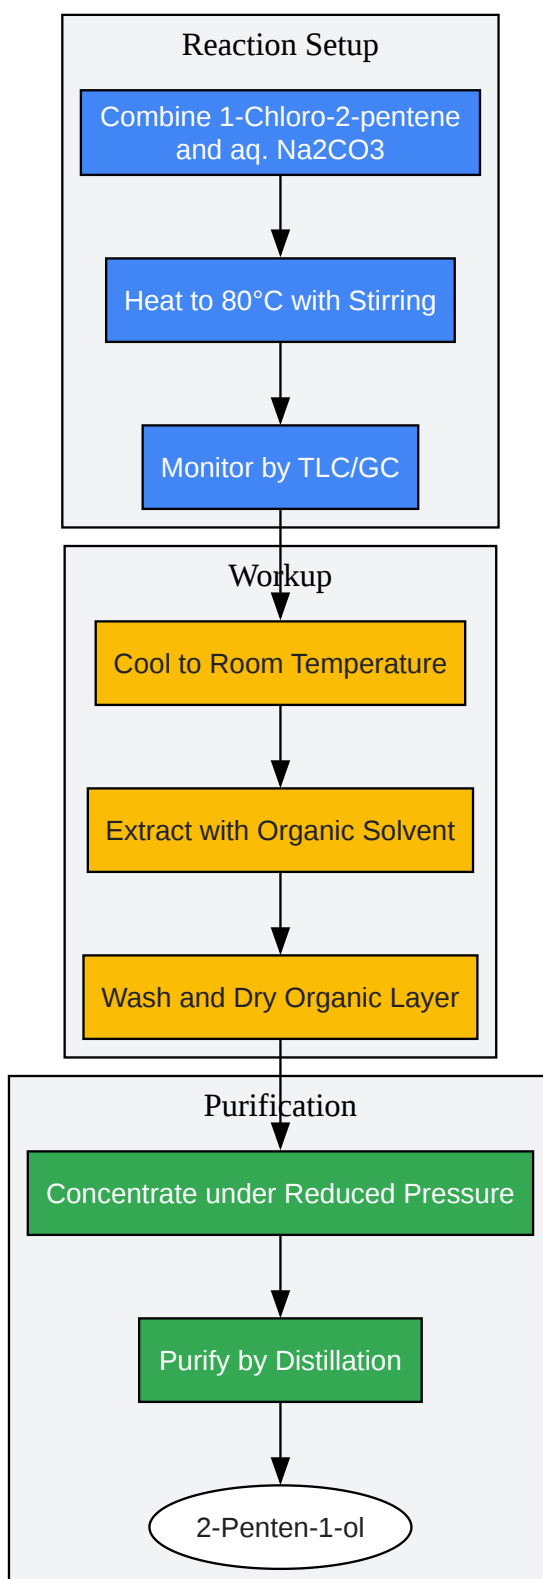 Reaction Setup
Combine 1-Chloro-2-pentene
and aq. Na2CO3
Heat to 80°C with Stirring
Monitor by TLC/GC
Workup
Cool to Room Temperature
Extract with Organic Solvent
Wash and Dry Organic Layer
Purification
Concentrate under Reduced Pressure
Purify by Distillation
2-Penten-1-ol